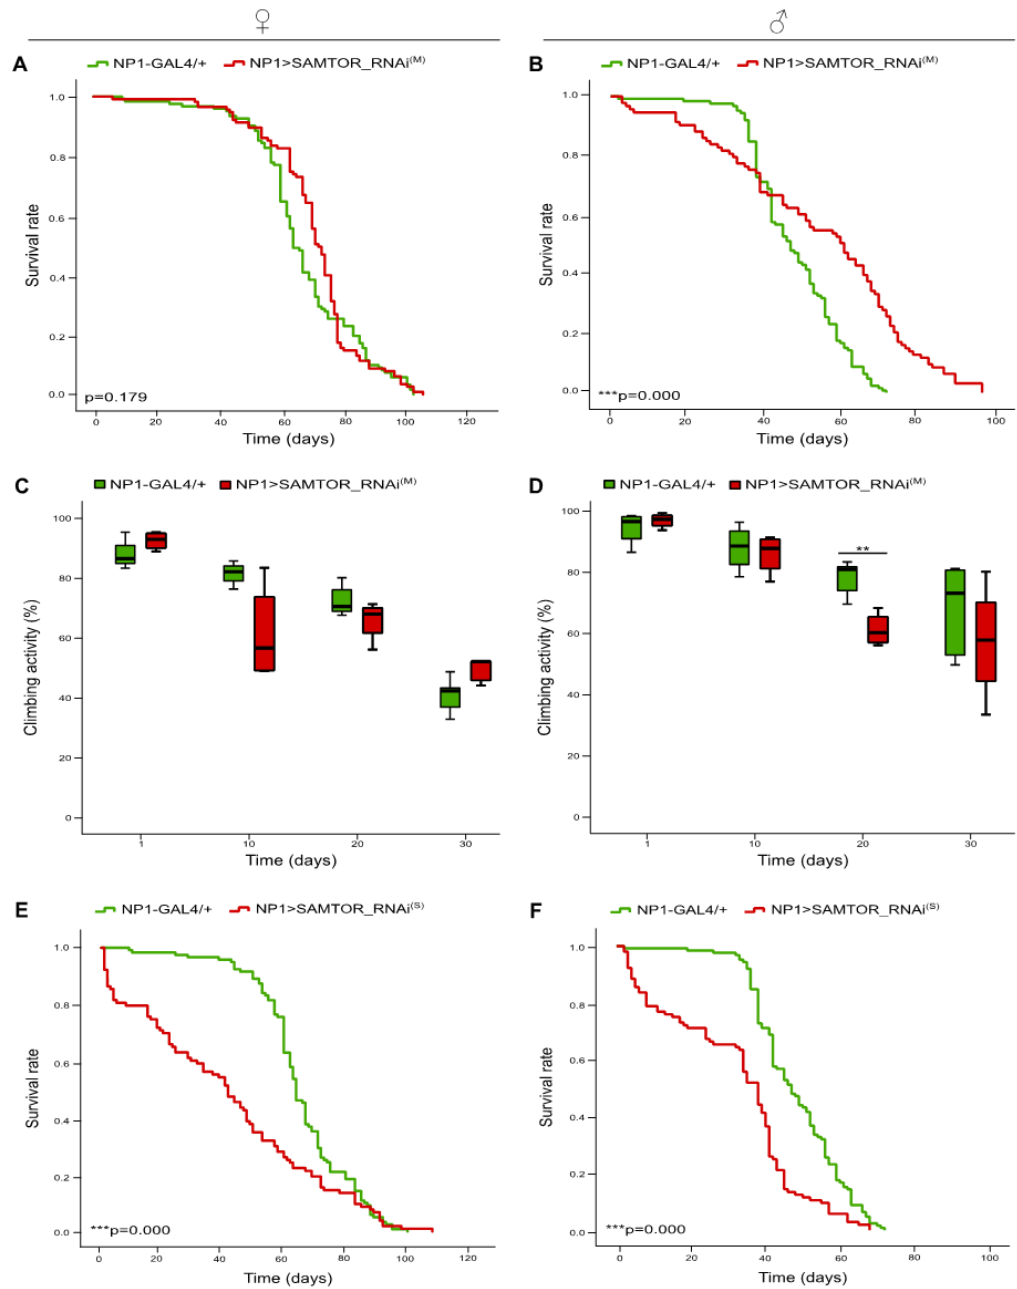 ♀ ♂
A NP1-GAL4/+ NP1>SAMTOR_RNAi(M)
1.0
0.8
0.6
0.4
0.2
0.0
Survival rate
p=0.179
0 20 40 60 80 100 120
Time (days)
B NP1-GAL4/+ NP1>SAMTOR_RNAi(M)
1.0
0.8
0.6
0.4
0.2
0.0
Survival rate
***p=0.000
0 20 40 60 80 100
Time (days)
C NP1-GAL4/+ NP1>SAMTOR_RNAi(M)
100
80
60
40
20
0
Climbing activity (%)
1 10 20 30
Time (days)
D NP1-GAL4/+ NP1>SAMTOR_RNAi(M)
100
80
60
40
20
0
Climbing activity (%)
**
1 10 20 30
Time (days)
E NP1-GAL4/+ NP1>SAMTOR_RNAi(S)
1.0
0.8
0.6
0.4
0.2
0.0
Survival rate
***p=0.000
0 20 40 60 80 100 120
Time (days)
F NP1-GAL4/+ NP1>SAMTOR_RNAi(S)
1.0
0.8
0.6
0.4
0.2
0.0
Survival rate
***p=0.000
0 20 40 60 80 100
Time (days)